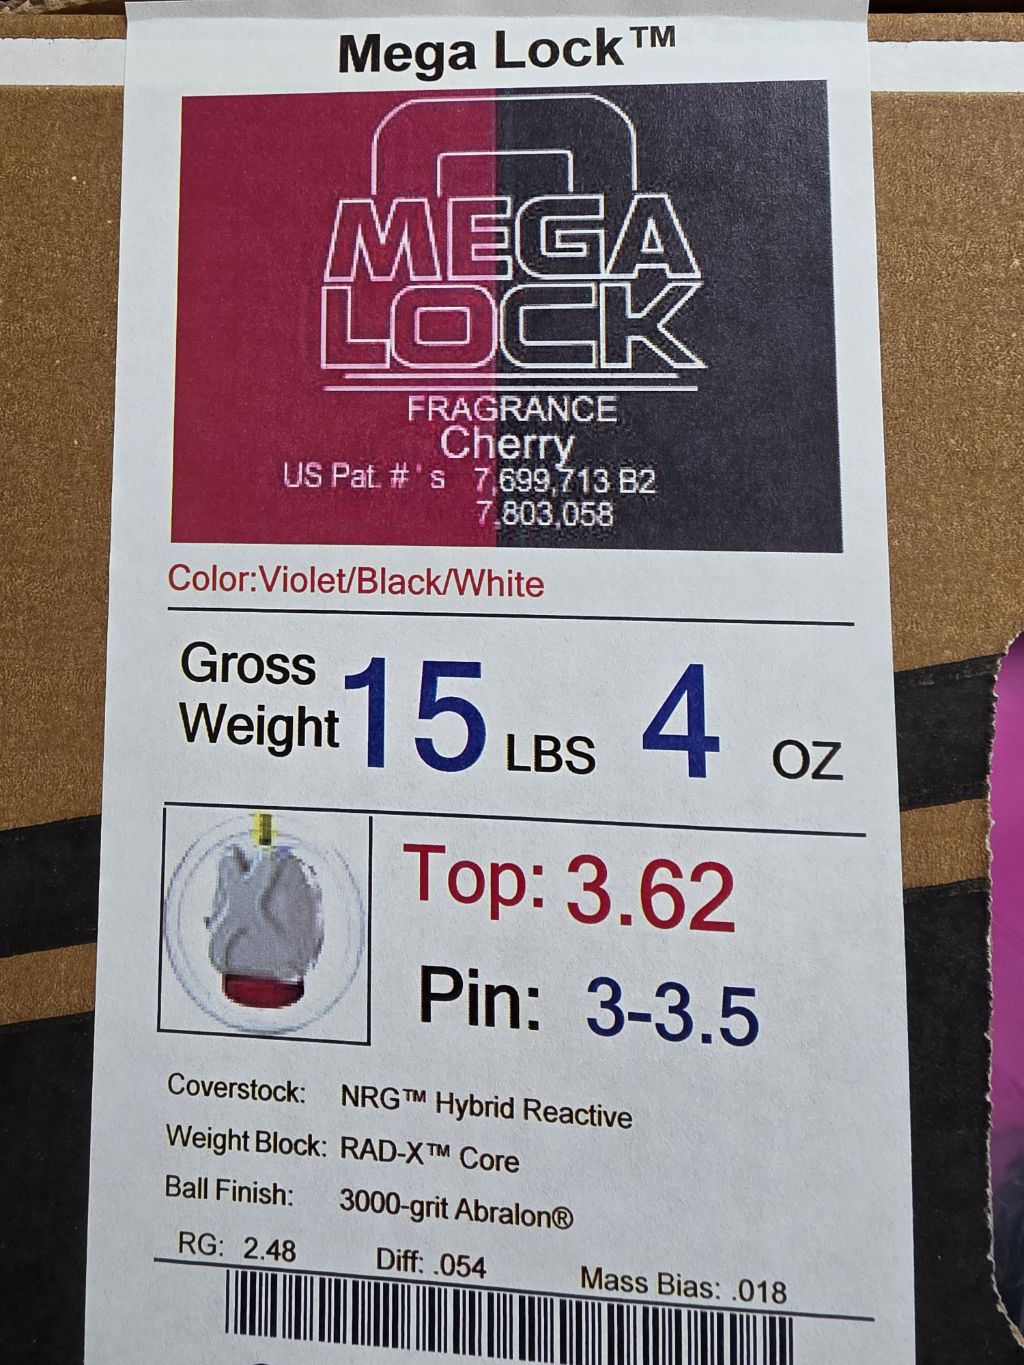 Mega Lock™
MEGA
LOCK
FRAGRANCE
Cherry
US Pat. #'s 7,699,713 B2
7,803,058
Color:Violet/Black/White
Gross Weight 15 LBS 4 OZ
Top: 3.62
Pin: 3-3.5
Coverstock: NRG™ Hybrid Reactive
Weight Block: RAD-X™ Core
Ball Finish: 3000-grit Abralon®
RG: 2.48 Diff: .054 Mass Bias: .018